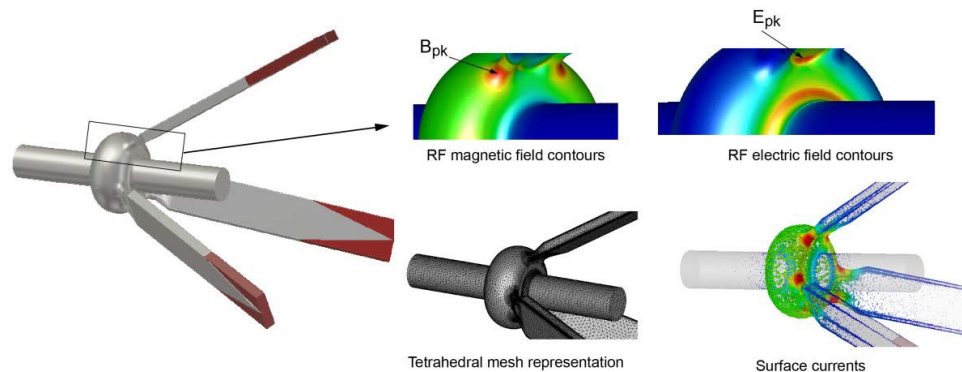 Bpk
Epk
RF magnetic field contours
RF electric field contours
Tetrahedral mesh representation
Surface currents